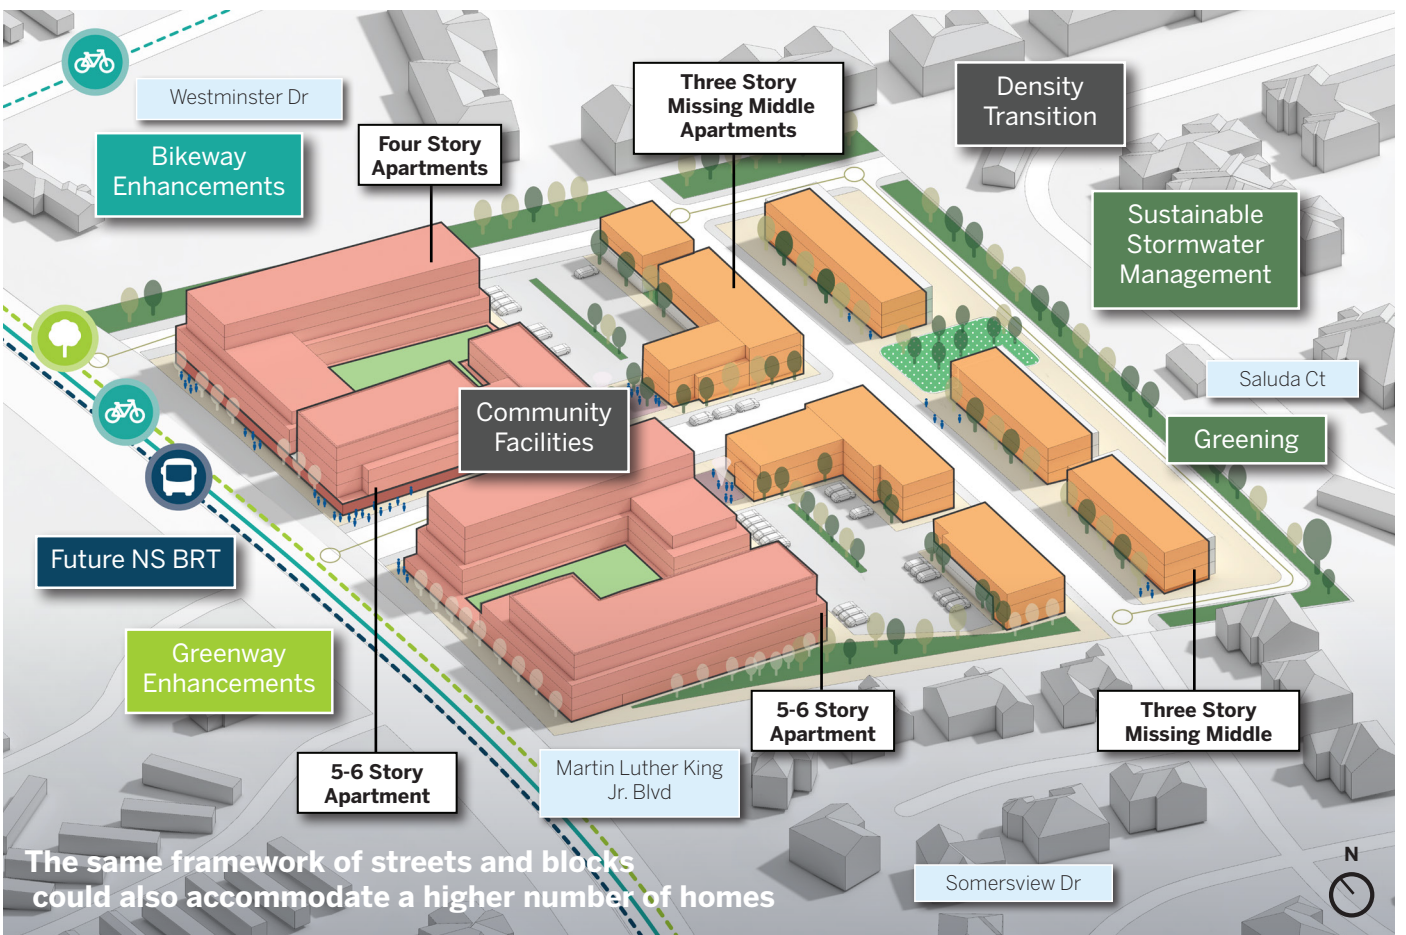 Westminster Dr
Bikeway
Enhancements
Four Story
Apartments
Three Story
Missing Middle
Apartments
Density
Transition
Sustainable
Stormwater
Management
Saluda Ct
Greening
Community
Facilities
Future NS BRT
Greenway
Enhancements
5-6 Story
Apartment
5-6 Story
Apartment
Three Story
Missing Middle
Martin Luther King
Jr. Blvd
Somersview Dr
The same framework of streets and blocks
could also accommodate a higher number of homes
N